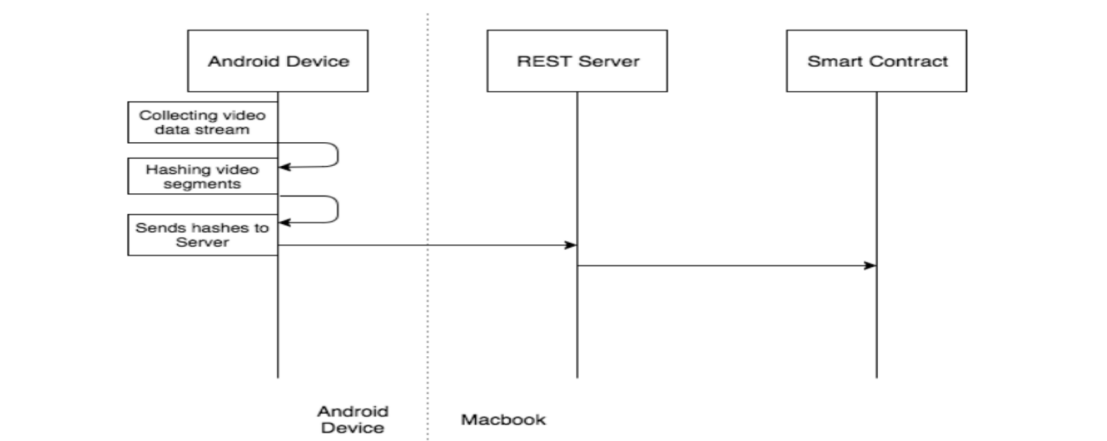 Android Device
REST Server
Smart Contract
Collecting video
data stream
Hashing video
segments
Sends hashes to
Server
Android
Device
Macbook